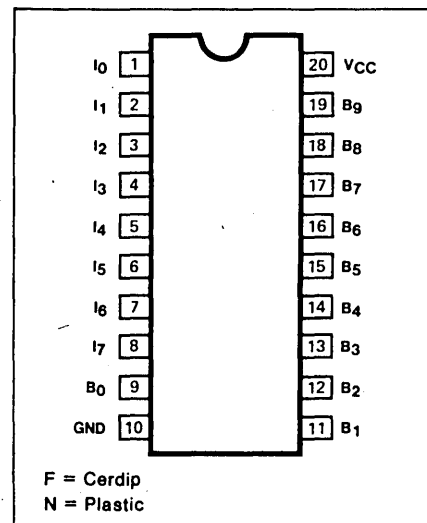 I0 1 20 VCC
I1 2 19 B9
I2 3 18 B8
I3 4 17 B7
I4 5 16 B6
I5 6 15 B5
I6 7 14 B4
I7 8 13 B3
B0 9 12 B2
GND 10 11 B1
F = Cerdip
N = Plastic